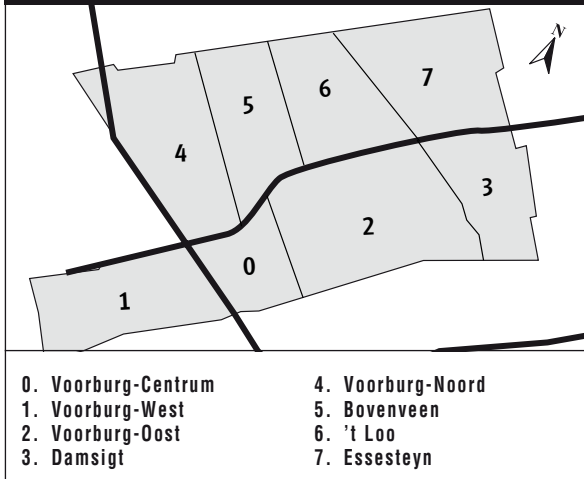 N
7
6
5
4
3
2
0
1
0. Voorburg-Centrum
1. Voorburg-West
2. Voorburg-Oost
3. Damsigt
4. Voorburg-Noord
5. Bovenveen
6. 't Loo
7. Essesteyn